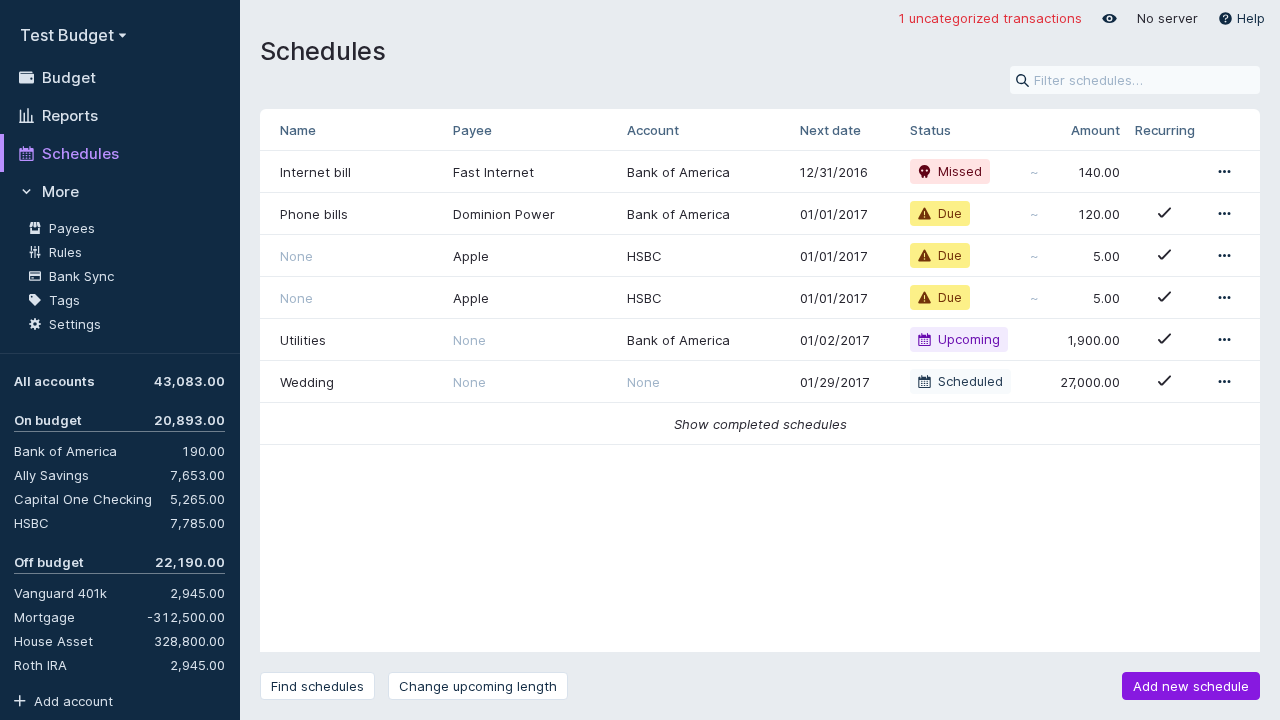 Test Budget
Budget
Reports
Schedules
More
Payees
Rules
Bank Sync
Tags
Settings
All accounts 43,083.00
On budget 20,893.00
Bank of America 190.00
Ally Savings 7,653.00
Capital One Checking 5,265.00
HSBC 7,785.00
Off budget 22,190.00
Vanguard 401k 2,945.00
Mortgage -312,500.00
House Asset 328,800.00
Roth IRA 2,945.00
Add account
1 uncategorized transactions No server Help
Schedules
Filter schedules...
Name Payee Account Next date Status Amount Recurring
Internet bill Fast Internet Bank of America 12/31/2016 Missed ~ 140.00
Phone bills Dominion Power Bank of America 01/01/2017 Due ~ 120.00
None Apple HSBC 01/01/2017 Due ~ 5.00
None Apple HSBC 01/01/2017 Due ~ 5.00
Utilities None Bank of America 01/02/2017 Upcoming 1,900.00
Wedding None None 01/29/2017 Scheduled 27,000.00
Show completed schedules
Find schedules Change upcoming length Add new schedule